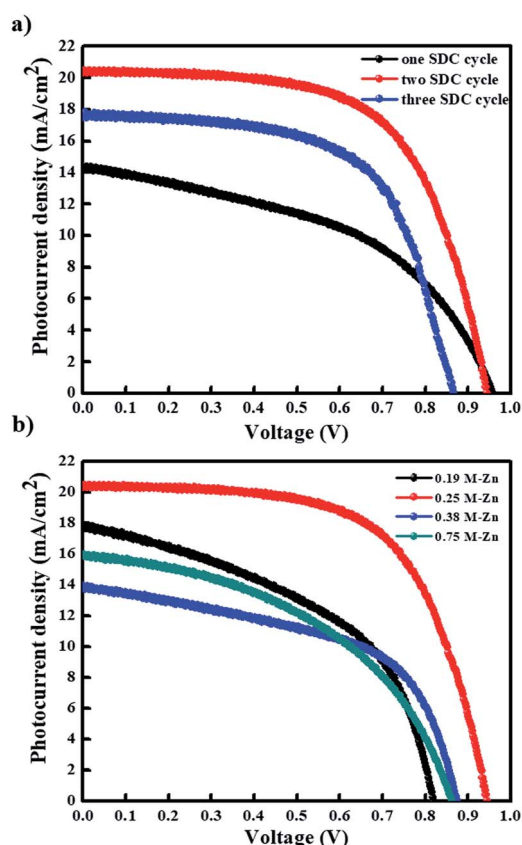 a)
22
20
18
16
14
12
10
8
6
4
2
0
Photocurrent density (mA/cm²)
one SDC cycle
two SDC cycle
three SDC cycle
0.0 0.1 0.2 0.3 0.4 0.5 0.6 0.7 0.8 0.9 1.0
Voltage (V)
b)
22
20
18
16
14
12
10
8
6
4
2
0
Photocurrent density (mA/cm²)
0.19 M-Zn
0.25 M-Zn
0.38 M-Zn
0.75 M-Zn
0.0 0.1 0.2 0.3 0.4 0.5 0.6 0.7 0.8 0.9 1.0
Voltage (V)